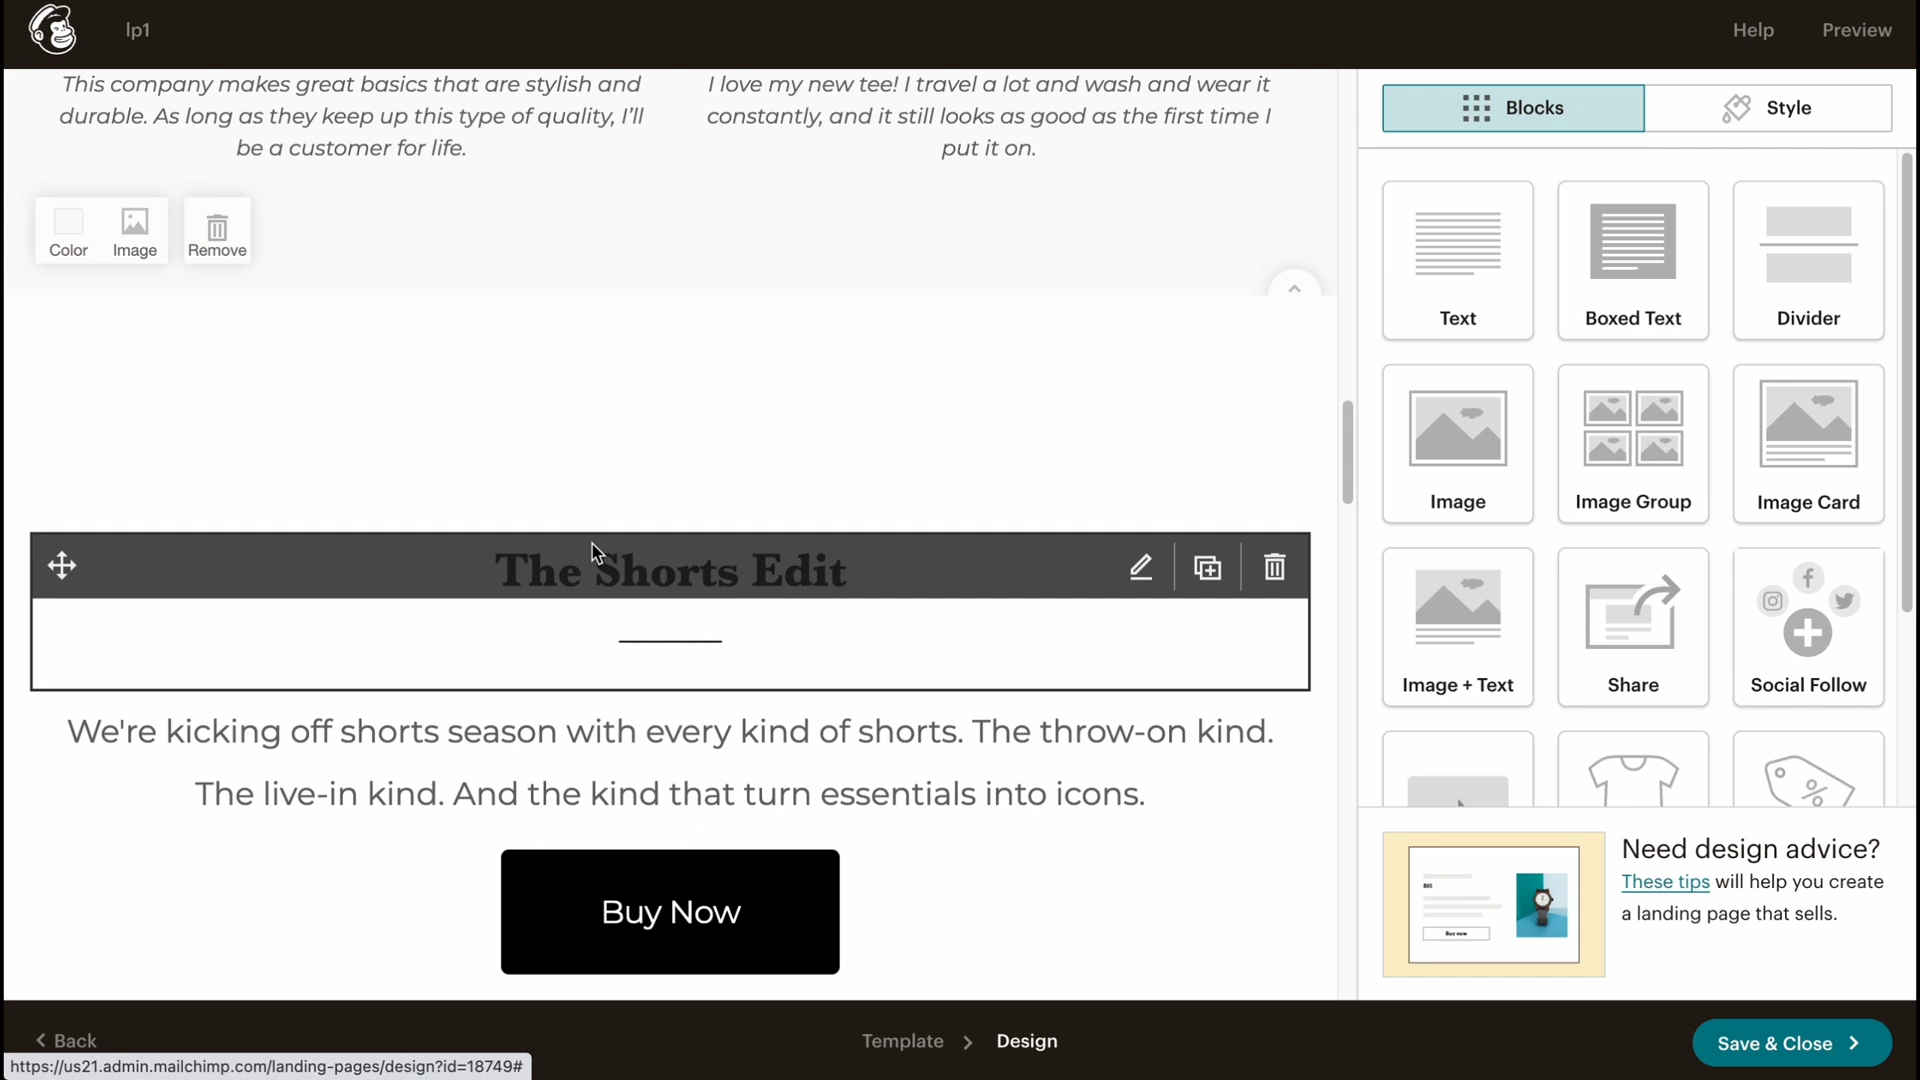 lp1
Help
Preview
This company makes great basics that are stylish and
durable. As long as they keep up this type of quality, I’ll
be a customer for life.
I love my new tee! I travel a lot and wash and wear it
constantly, and it still looks as good as the first time I
put it on.
Color
Image
Remove
The Shorts Edit
We're kicking off shorts season with every kind of shorts. The throw-on kind.
The live-in kind. And the kind that turn essentials into icons.
Buy Now
Blocks
Style
Text
Boxed Text
Divider
Image
Image Group
Image Card
Image + Text
Share
Social Follow
Need design advice?
These tips will help you create
a landing page that sells.
$95
Buy now
Back
Template
Design
Save & Close
https://us21.admin.mailchimp.com/landing-pages/design?id=18749#